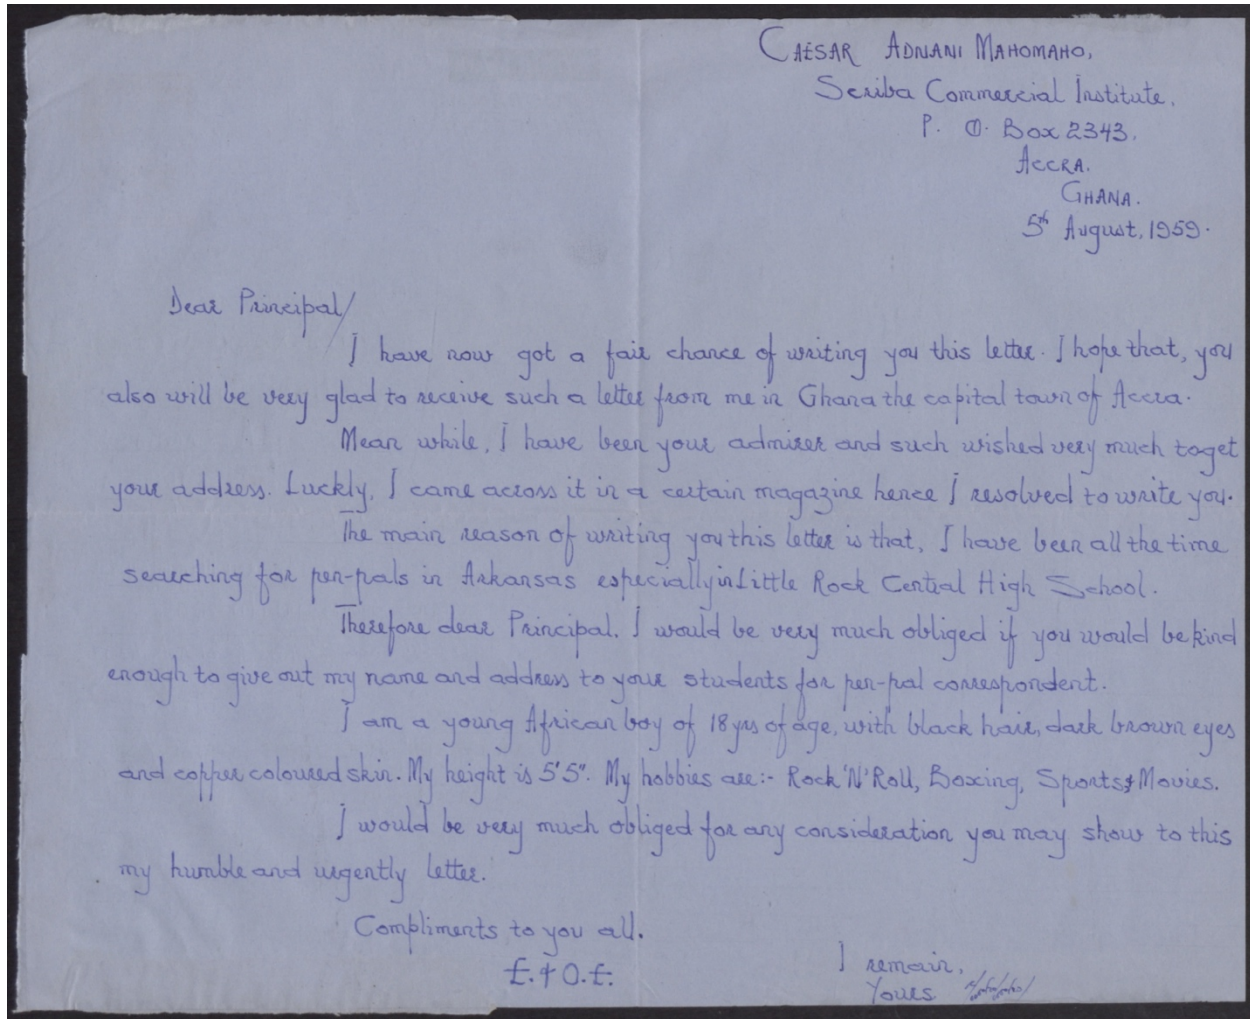 CAESAR ADNANI MAHOMAHO,
Scriba Commercial Institute.
P. O. Box 2343.
ACCRA.
GHANA.
5th August, 1959.
Dear Principal/
I have now got a fair chance of writing you this letter. I hope that, you
also will be very glad to receive such a letter from me in Ghana the capital town of Accra.
Mean while, I have been your admirer and such wished very much to get
your address. Luckly, I came across it in a certain magazine hence I resolved to write you.
The main reason of writing you this letter is that, I have been all the time
searching for pen-pals in Arkansas especially in Little Rock Central High School.
Therefore dear Principal, I would be very much obliged if you would be kind
enough to give out my name and address to your students for pen-pal correspondent.
I am a young African boy of 18 yrs of age, with black hair, dark brown eyes
and copper coloured skin. My height is 5'5". My hobbies are:- Rock 'N' Roll, Boxing, Sports & Movies.
I would be very much obliged for any consideration you may show to this
my humble and urgently letter.
Compliments to you all.
E. & O. E.
I remain,
Yours